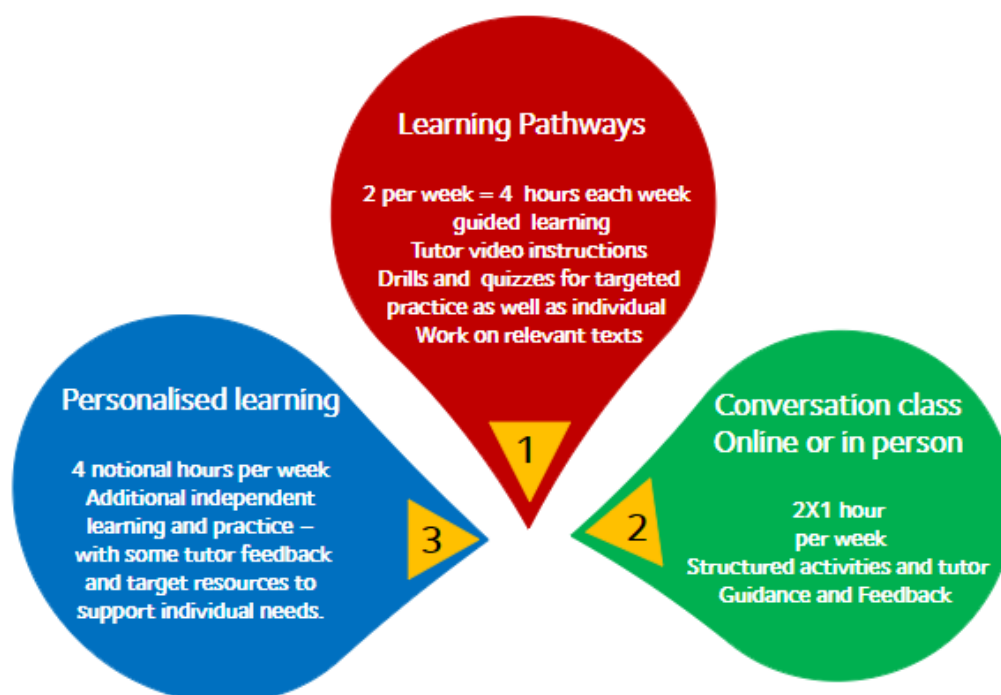 Learning Pathways
2 per week = 4 hours each week
guided learning
Tutor video instructions
Drills and quizzes for targeted
practice as well as individual
Work on relevant texts
1
Conversation class
Online or in person
2X1 hour
per week
Structured activities and tutor
Guidance and Feedback
2
Personalised learning
4 notional hours per week
Additional independent
learning and practice –
with some tutor feedback
and target resources to
support individual needs.
3